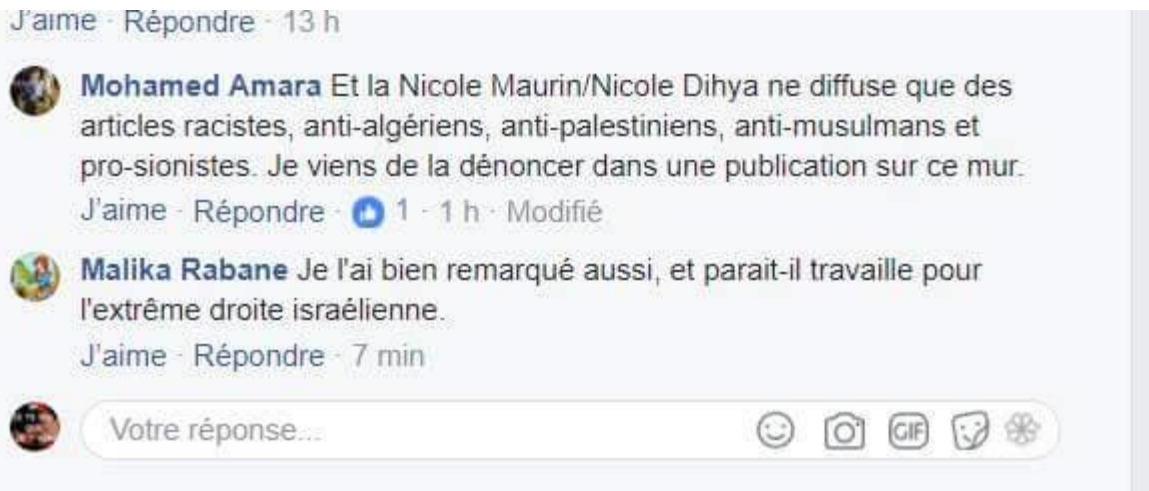 J'aime · Répondre · 13 h
Mohamed Amara Et la Nicole Maurin/Nicole Dihya ne diffuse que des
articles racistes, anti-algériens, anti-palestiniens, anti-musulmans et
pro-sionistes. Je viens de la dénoncer dans une publication sur ce mur.
J'aime · Répondre · 1 · 1 h · Modifié
Malika Rabane Je l'ai bien remarqué aussi, et parait-il travaille pour
l'extrême droite israélienne.
J'aime · Répondre · 7 min
Votre réponse... GIF